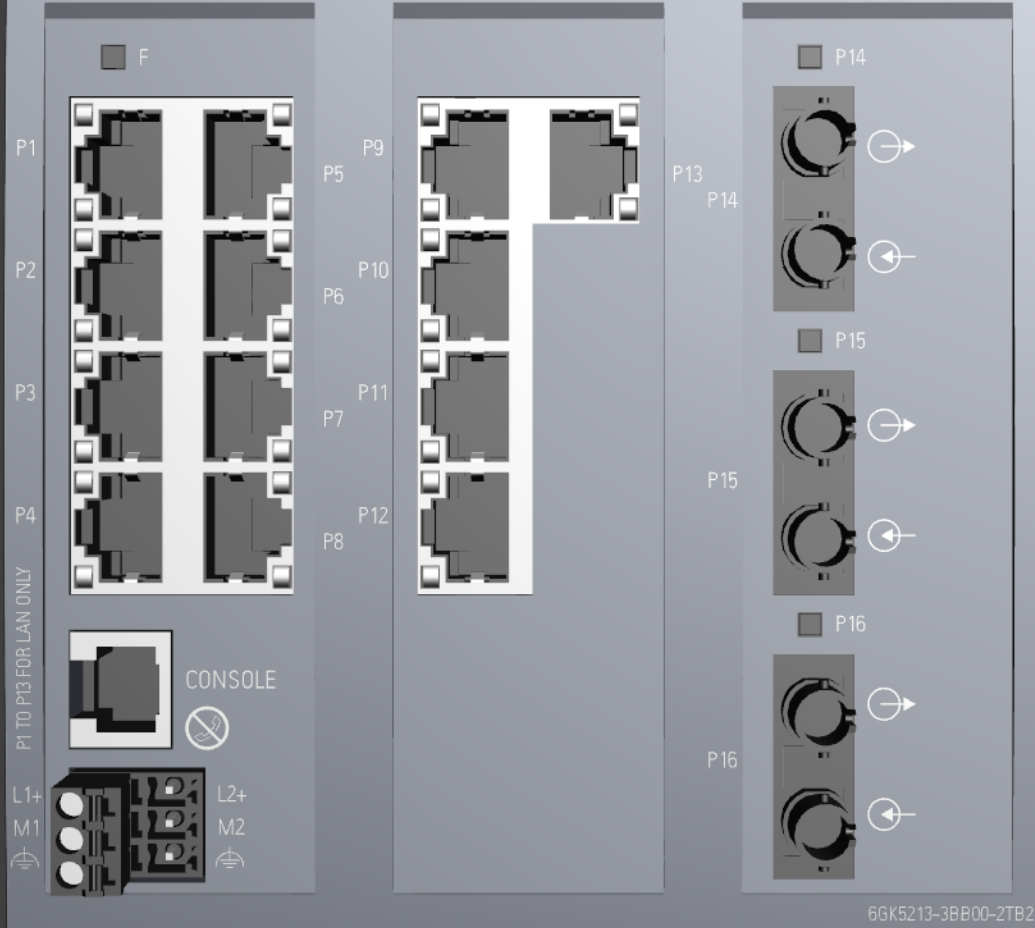 F
P1
P5
P2
P6
P3
P7
P4
P8
P9
P13
P10
P11
P12
P14
P14
P15
P15
P16
P16
P1 TO P13 FOR LAN ONLY
CONSOLE
L1+
L2+
M1
M2
6GK5213-3BB00-2TB2